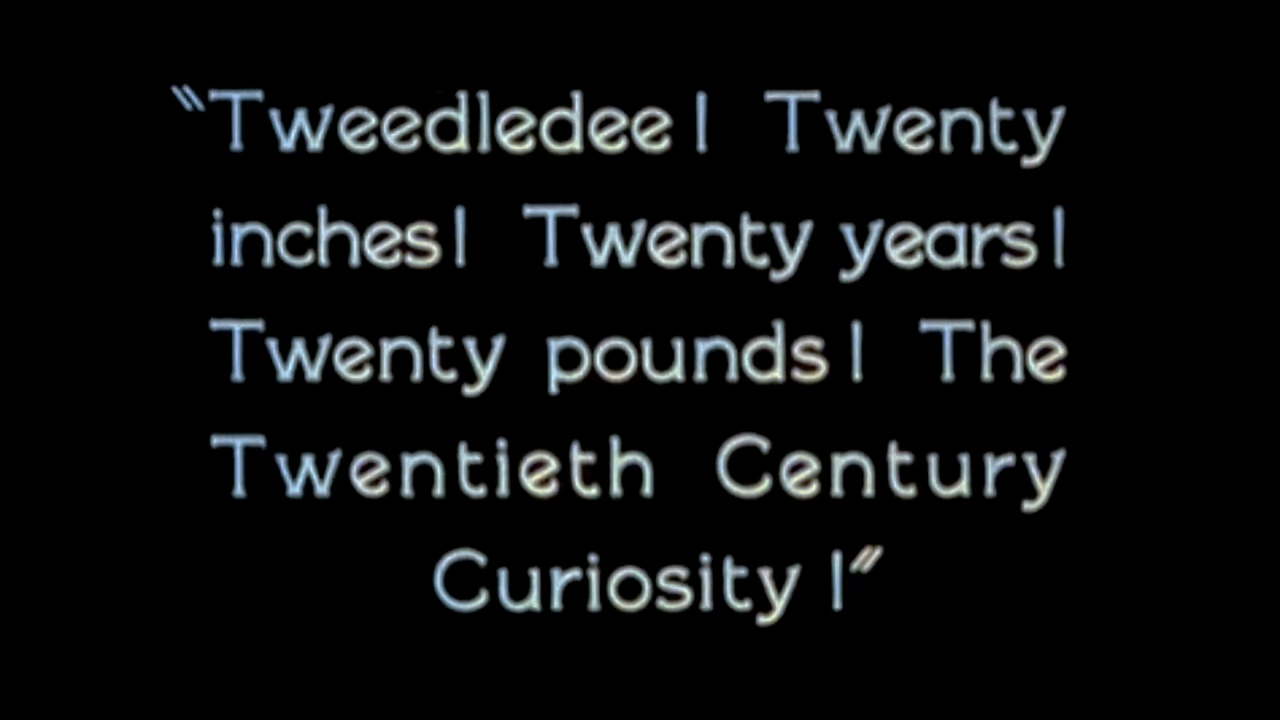 "Tweedledee! Twenty
inches! Twenty years!
Twenty pounds! The
Twentieth Century
Curiosity!"